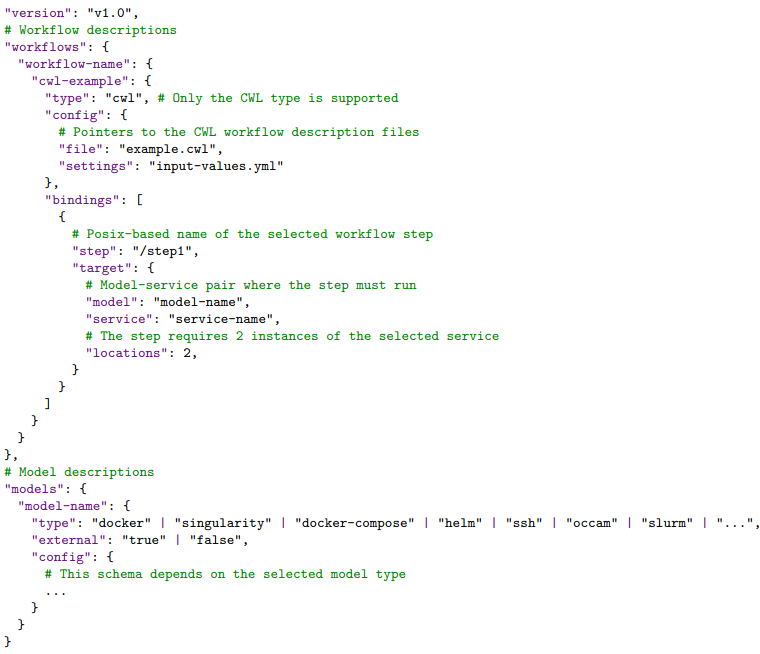 "version": "v1.0",
# Workflow descriptions
"workflows": {
  "workflow-name": {
    "cwl-example": {
      "type": "cwl", # Only the CWL type is supported
      "config": {
        # Pointers to the CWL workflow description files
        "file": "example.cwl",
        "settings": "input-values.yml"
      },
      "bindings": [
        {
          # Posix-based name of the selected workflow step
          "step": "/step1",
          "target": {
            # Model-service pair where the step must run
            "model": "model-name",
            "service": "service-name",
            # The step requires 2 instances of the selected service
            "locations": 2,
          }
        }
      ]
    }
  }
},
# Model descriptions
"models": {
  "model-name": {
    "type": "docker" | "singularity" | "docker-compose" | "helm" | "ssh" | "occam" | "slurm" | "...",
    "external": "true" | "false",
    "config": {
      # This schema depends on the selected model type
      ...
    }
  }
}